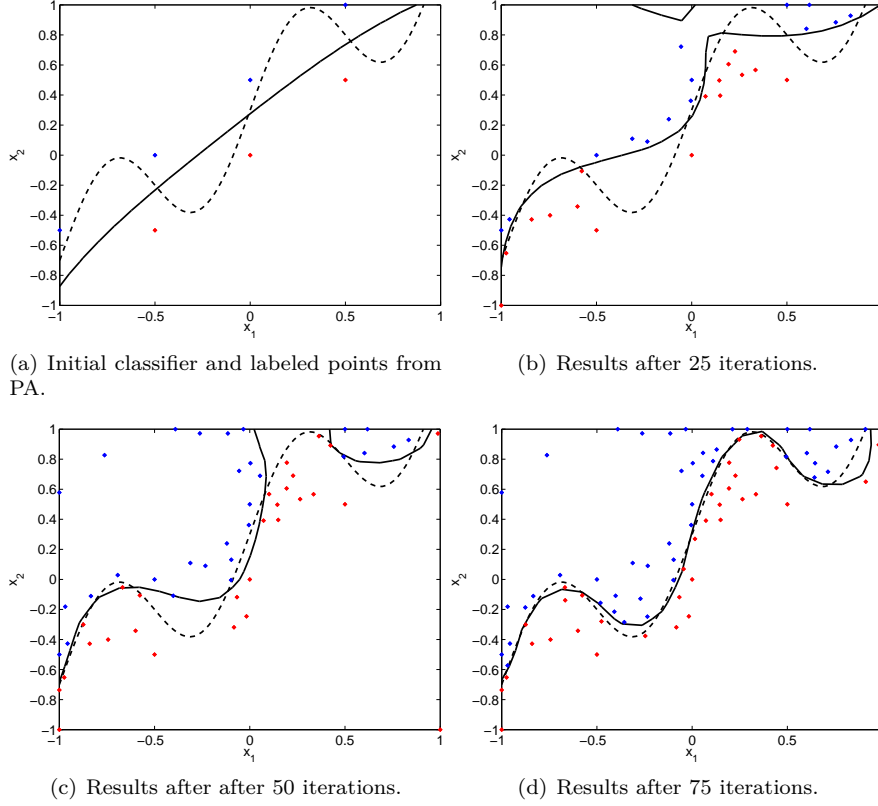 1
0.8
0.6
0.4
0.2
0
−0.2
−0.4
−0.6
−0.8
−1
x2
−1 −0.5 0 0.5 1
x1
(a) Initial classifier and labeled points from
PA.
1
0.8
0.6
0.4
0.2
0
−0.2
−0.4
−0.6
−0.8
−1
x2
−1 −0.5 0 0.5 1
x1
(b) Results after 25 iterations.
1
0.8
0.6
0.4
0.2
0
−0.2
−0.4
−0.6
−0.8
−1
x2
−1 −0.5 0 0.5 1
x1
(c) Results after after 50 iterations.
1
0.8
0.6
0.4
0.2
0
−0.2
−0.4
−0.6
−0.8
−1
x2
−1 −0.5 0 0.5 1
x1
(d) Results after 75 iterations.